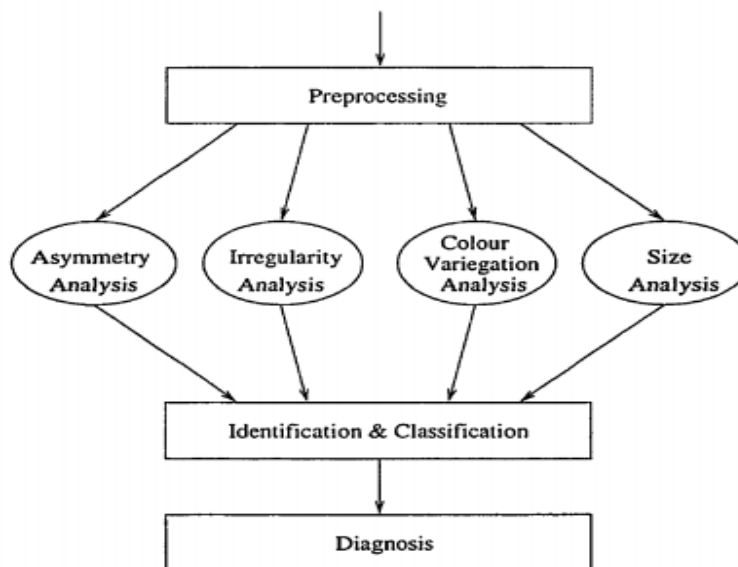 Preprocessing
Asymmetry
Analysis
Irregularity
Analysis
Colour
Variegation
Analysis
Size
Analysis
Identification & Classification
Diagnosis